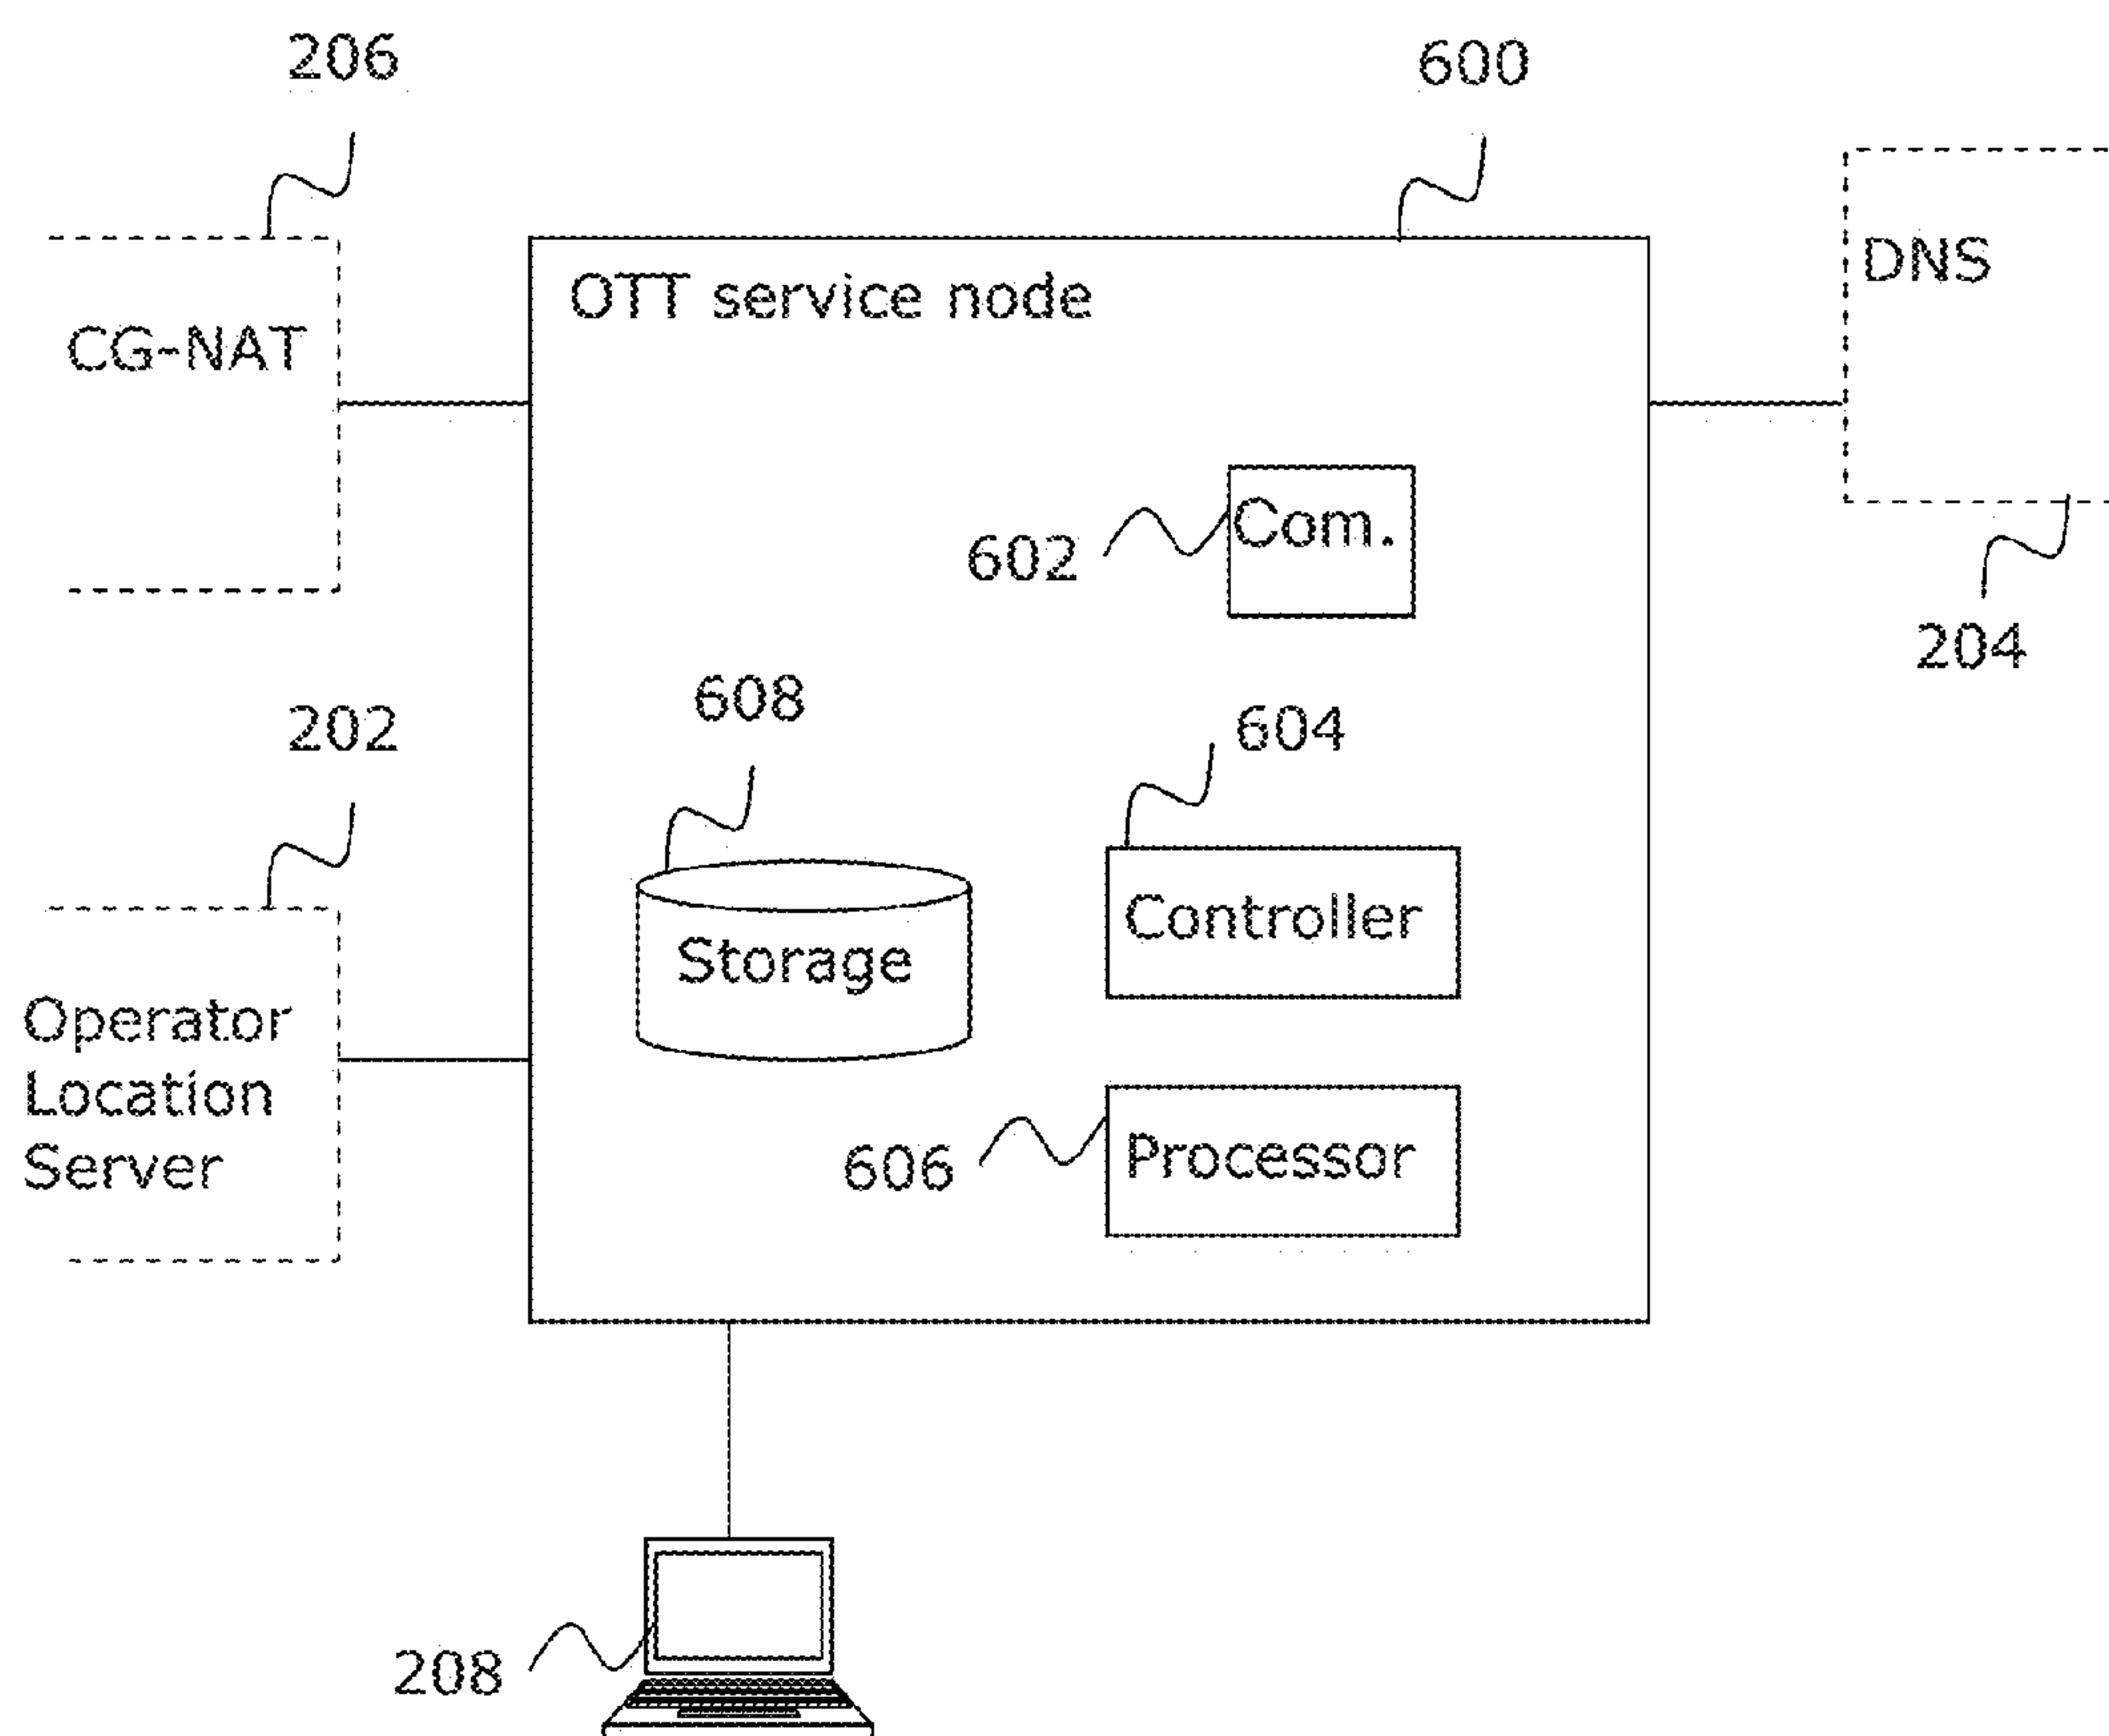 206
600
CG-NAT
OTT service node
DNS
Com.
602
204
608
202
604
Storage
Controller
Operator
Location
Server
606
Processor
208